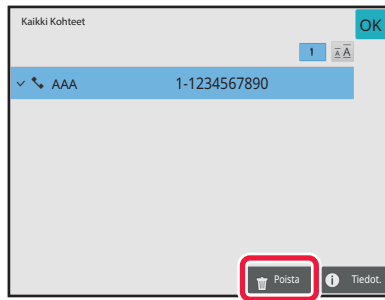 Kaikki Kohteet
OK
1 A A
AAA 1-1234567890
Poista
Tiedot.